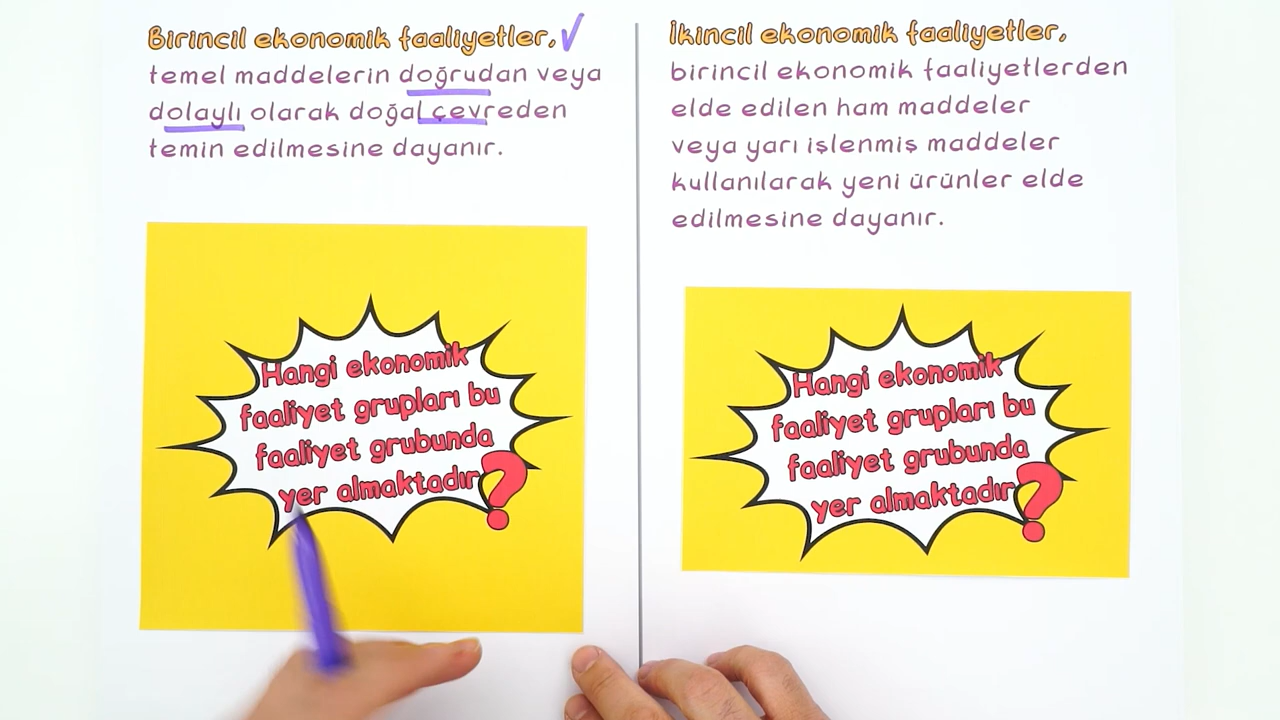 Birincil ekonomik faaliyetler,
temel maddelerin doğrudan veya
dolaylı olarak doğal çevreden
temin edilmesine dayanır.
Hangi ekonomik
faaliyet grupları bu
faaliyet grubunda
yer almaktadır?
İkincil ekonomik faaliyetler,
birincil ekonomik faaliyetlerden
elde edilen ham maddeler
veya yarı işlenmiş maddeler
kullanılarak yeni ürünler elde
edilmesine dayanır.
Hangi ekonomik
faaliyet grupları bu
faaliyet grubunda
yer almaktadır?